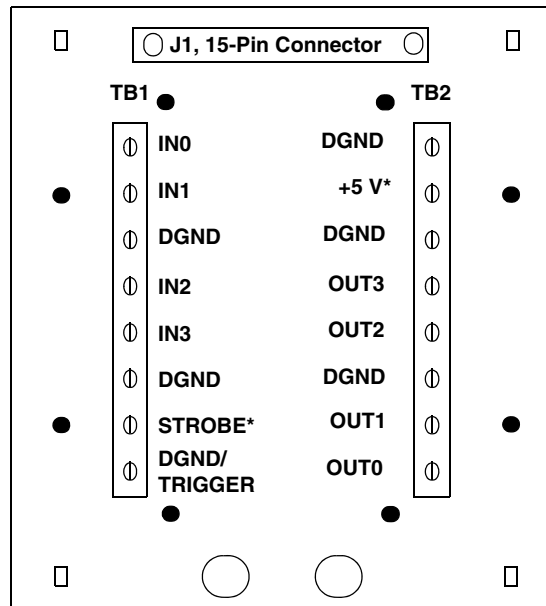 J1, 15-Pin Connector
TB1
TB2
IN0
DGND
IN1
+5 V*
DGND
DGND
IN2
OUT3
IN3
OUT2
DGND
DGND
STROBE*
OUT1
DGND/
TRIGGER
OUT0